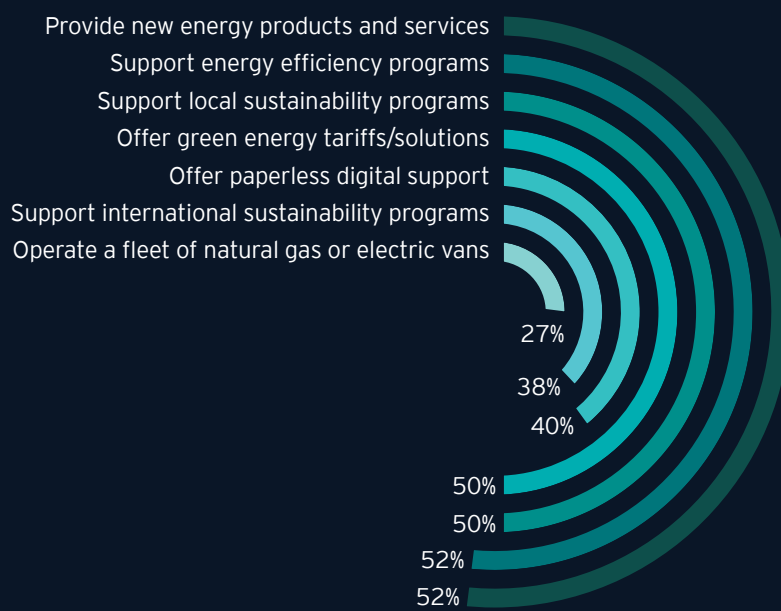 Provide new energy products and services
Support energy efficiency programs
Support local sustainability programs
Offer green energy tariffs/solutions
Offer paperless digital support
Support international sustainability programs
Operate a fleet of natural gas or electric vans
27%
38%
40%
50%
50%
52%
52%